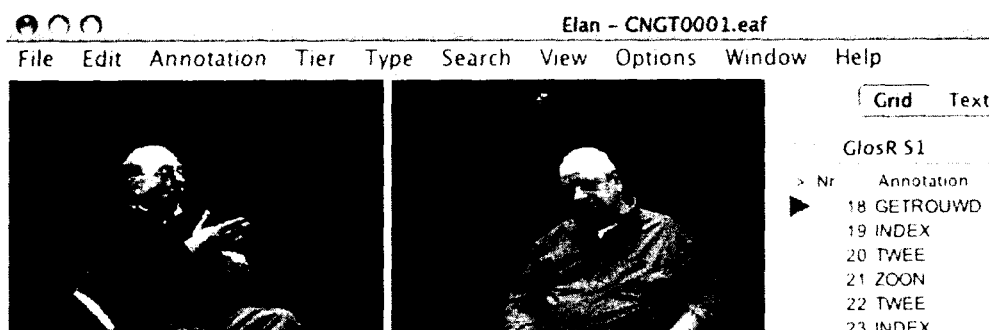 Elan – CNGT0001.eaf
File Edit Annotation Tier Type Search View Options Window Help
Grid Text
GlosR S1
> Nr Annotation
18 GETROUWD
19 INDEX
20 TWEE
21 ZOON
22 TWEE
23 INDEX